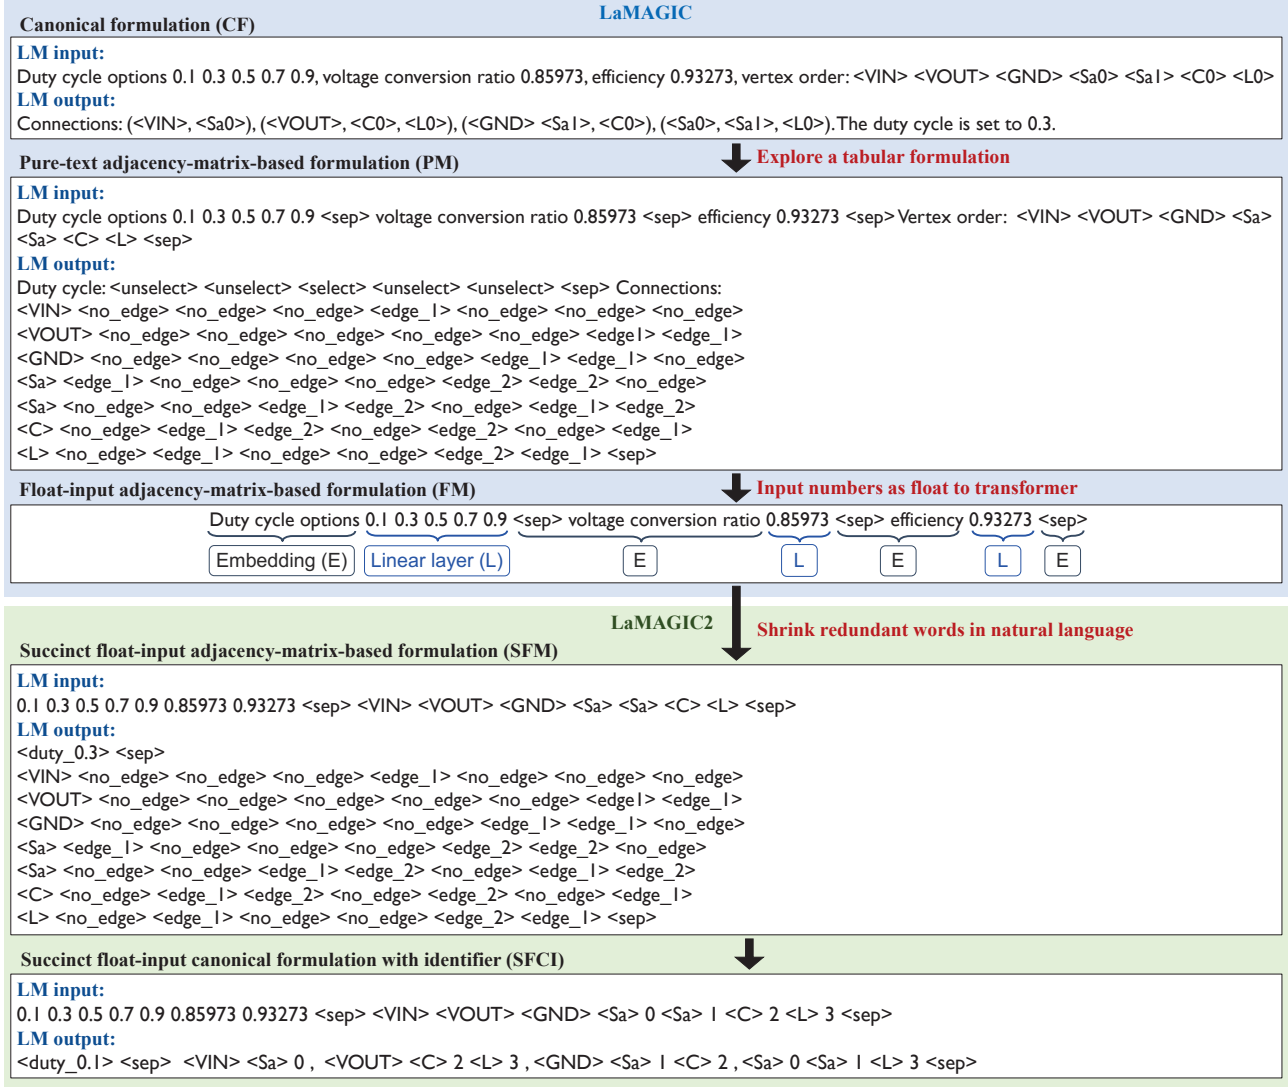 LaMAGIC
Canonical formulation (CF)
LM input:
Duty cycle options 0.1 0.3 0.5 0.7 0.9, voltage conversion ratio 0.85973, efficiency 0.93273, vertex order: <VIN> <VOUT> <GND> <Sa0> <Sa1> <C0> <L0>
LM output:
Connections: (<VIN>, <Sa0>), (<VOUT>, <C0>, <L0>), (<GND> <Sa1>, <C0>), (<Sa0>, <Sa1>, <L0>). The duty cycle is set to 0.3.
Explore a tabular formulation
Pure-text adjacency-matrix-based formulation (PM)
LM input:
Duty cycle options 0.1 0.3 0.5 0.7 0.9 <sep> voltage conversion ratio 0.85973 <sep> efficiency 0.93273 <sep> Vertex order: <VIN> <VOUT> <GND> <Sa>
<Sa> <C> <L> <sep>
LM output:
Duty cycle: <unselect> <unselect> <select> <unselect> <unselect> <sep> Connections:
<VIN> <no_edge> <no_edge> <no_edge> <edge_1> <no_edge> <no_edge> <no_edge>
<VOUT> <no_edge> <no_edge> <no_edge> <no_edge> <no_edge> <edge1> <edge_1>
<GND> <no_edge> <no_edge> <no_edge> <no_edge> <edge_1> <edge_1> <no_edge>
<Sa> <edge_1> <no_edge> <no_edge> <no_edge> <edge_2> <edge_2> <no_edge>
<Sa> <no_edge> <no_edge> <edge_1> <edge_2> <no_edge> <edge_1> <edge_2>
<C> <no_edge> <edge_1> <edge_2> <no_edge> <edge_2> <no_edge> <edge_1>
<L> <no_edge> <edge_1> <no_edge> <no_edge> <edge_2> <edge_1> <sep>
Float-input adjacency-matrix-based formulation (FM)
Input numbers as float to transformer
Duty cycle options 0.1 0.3 0.5 0.7 0.9 <sep> voltage conversion ratio 0.85973 <sep> efficiency 0.93273 <sep>
Embedding (E) Linear layer (L) E L E L E
LaMAGIC2
Shrink redundant words in natural language
Succinct float-input adjacency-matrix-based formulation (SFM)
LM input:
0.1 0.3 0.5 0.7 0.9 0.85973 0.93273 <sep> <VIN> <VOUT> <GND> <Sa> <Sa> <C> <L> <sep>
LM output:
<duty_0.3> <sep>
<VIN> <no_edge> <no_edge> <no_edge> <edge_1> <no_edge> <no_edge> <no_edge>
<VOUT> <no_edge> <no_edge> <no_edge> <no_edge> <no_edge> <edge1> <edge_1>
<GND> <no_edge> <no_edge> <no_edge> <no_edge> <edge_1> <edge_1> <no_edge>
<Sa> <edge_1> <no_edge> <no_edge> <no_edge> <edge_2> <edge_2> <no_edge>
<Sa> <no_edge> <no_edge> <edge_1> <edge_2> <no_edge> <edge_1> <edge_2>
<C> <no_edge> <edge_1> <edge_2> <no_edge> <edge_2> <no_edge> <edge_1>
<L> <no_edge> <edge_1> <no_edge> <no_edge> <edge_2> <edge_1> <sep>
Succinct float-input canonical formulation with identifier (SFCI)
LM input:
0.1 0.3 0.5 0.7 0.9 0.85973 0.93273 <sep> <VIN> <VOUT> <GND> <Sa> 0 <Sa> 1 <C> 2 <L> 3 <sep>
LM output:
<duty_0.1> <sep> <VIN> <Sa> 0 , <VOUT> <C> 2 <L> 3 , <GND> <Sa> 1 <C> 2 , <Sa> 0 <Sa> 1 <L> 3 <sep>